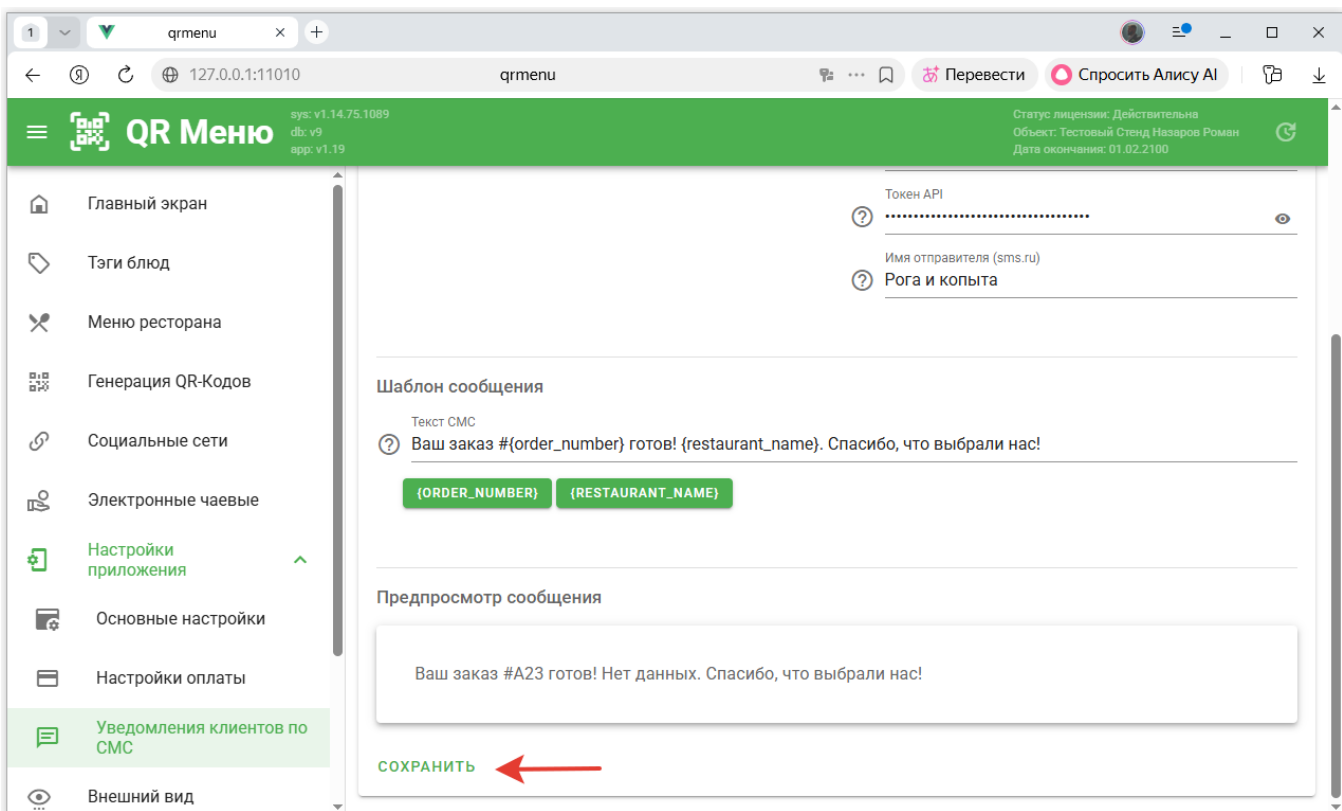 1
qrmenu
127.0.0.1:11010
qrmenu
Перевести
Спросить Алису AI
QR Меню
sys: v1.14.75.1089
db: v9
app: v1.19
Статус лицензии: Действительна
Объект: Тестовый Стенд Назаров Роман
Дата окончания: 01.02.2100
Главный экран
Тэги блюд
Меню ресторана
Генерация QR-Кодов
Социальные сети
Электронные чаевые
Настройки
приложения
Основные настройки
Настройки оплаты
Уведомления клиентов по
СМС
Внешний вид
Токен API
••••••••••••••••••••••••••••••••••••
Имя отправителя (sms.ru)
Рога и копыта
Шаблон сообщения
Текст СМС
Ваш заказ #{order_number} готов! {restaurant_name}. Спасибо, что выбрали нас!
{ORDER_NUMBER}
{RESTAURANT_NAME}
Предпросмотр сообщения
Ваш заказ #A23 готов! Нет данных. Спасибо, что выбрали нас!
СОХРАНИТЬ